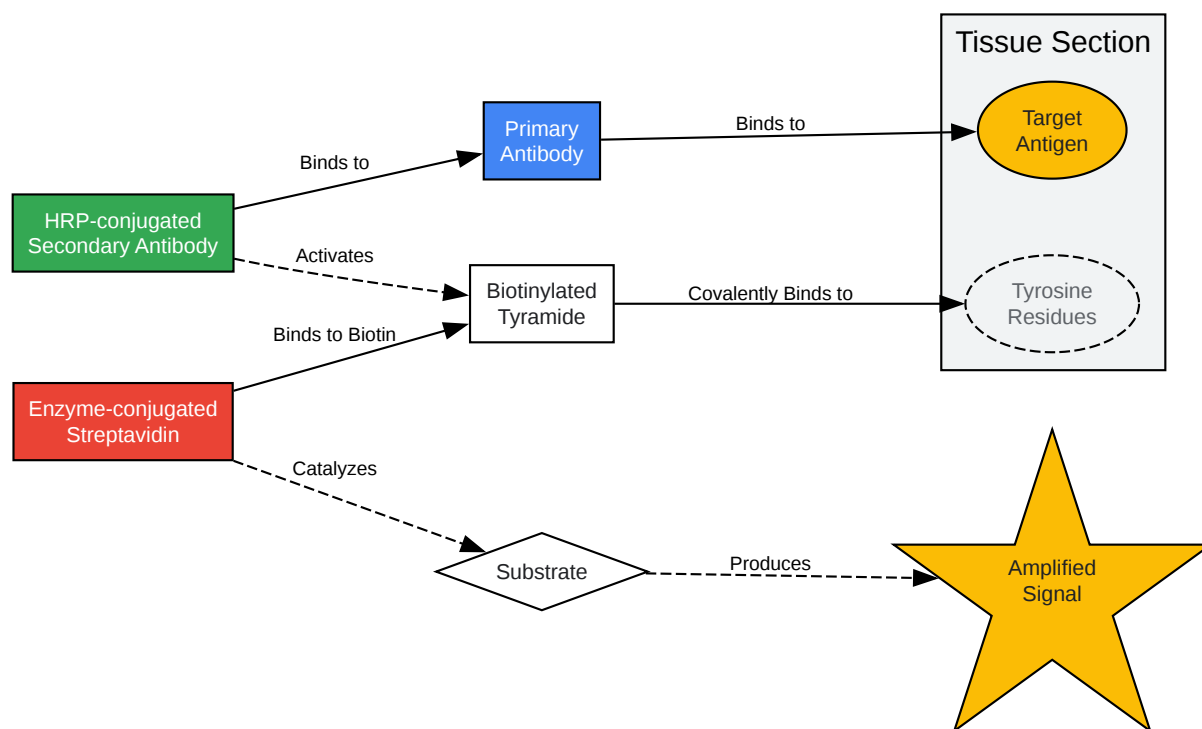 Tissue Section
Primary
Antibody
Binds to
Target
Antigen
Binds to
HRP-conjugated
Secondary Antibody
Activates
Biotinylated
Tyramide
Covalently Binds to
Tyrosine
Residues
Binds to Biotin
Enzyme-conjugated
Streptavidin
Catalyzes
Substrate
Produces
Amplified
Signal